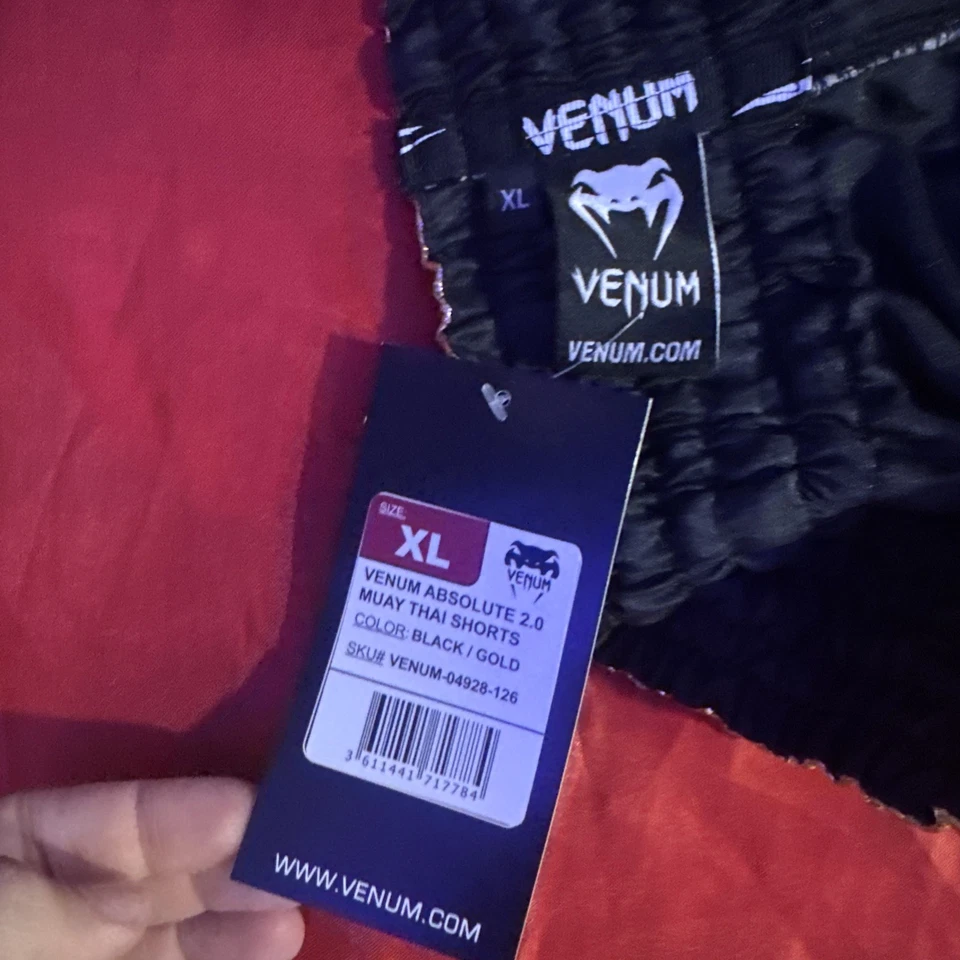 VENUM
XL
VENUM
VENUM.COM
SIZE:
XL
VENUM
VENUM ABSOLUTE 2.0
MUAY THAI SHORTS
COLOR: BLACK / GOLD
SKU# VENUM-04928-126
3 611441 717784
WWW.VENUM.COM